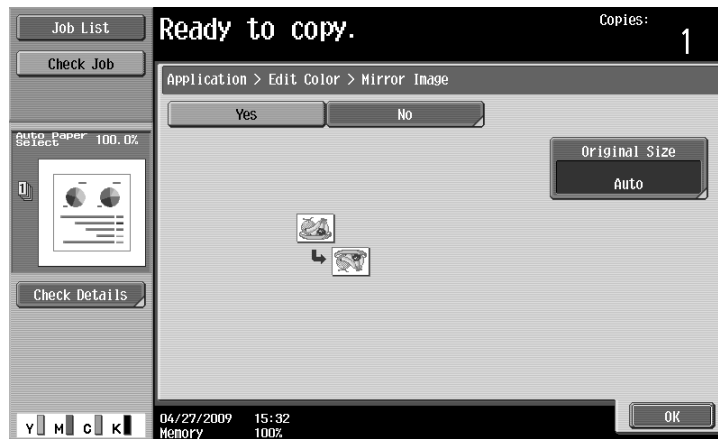 Job List
Check Job
Auto Paper Select 100.0%
Check Details
Y M C K
Ready to copy.
Copies:
1
Application > Edit Color > Mirror Image
Yes No
Original Size
Auto
04/27/2009 15:32
Memory 100%
OK